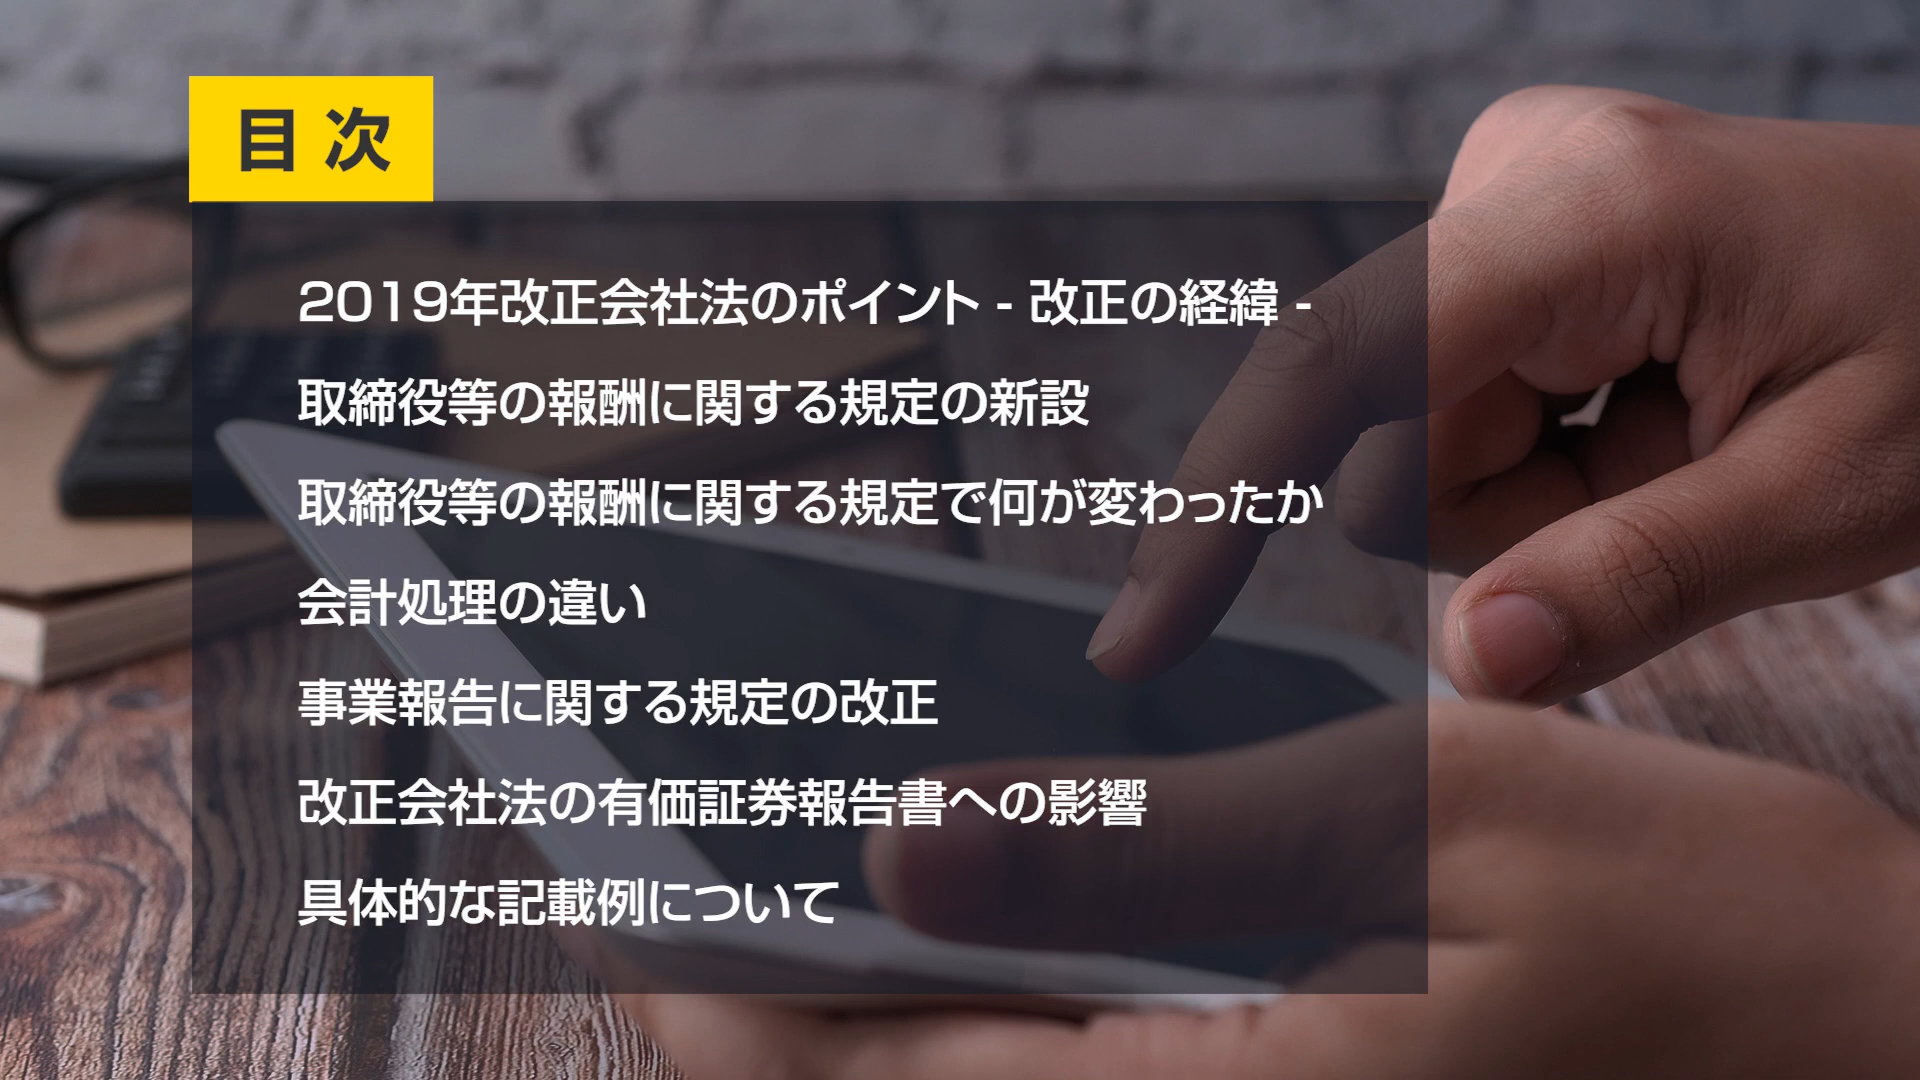 目次
2019年改正会社法のポイント - 改正の経緯 -
取締役等の報酬に関する規定の新設
取締役等の報酬に関する規定で何が変わったか
会計処理の違い
事業報告に関する規定の改正
改正会社法の有価証券報告書への影響
具体的な記載例について